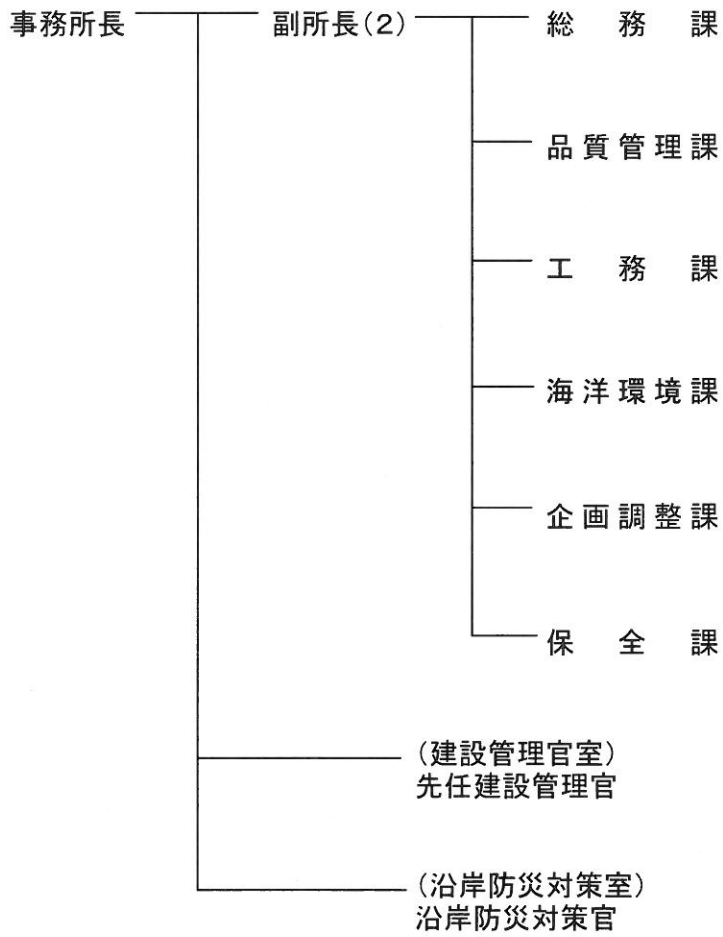 事務所長 副所長(2) 総務課
品質管理課
工務課
海洋環境課
企画調整課
保全課
(建設管理官室)
先任建設管理官
(沿岸防災対策室)
沿岸防災対策官